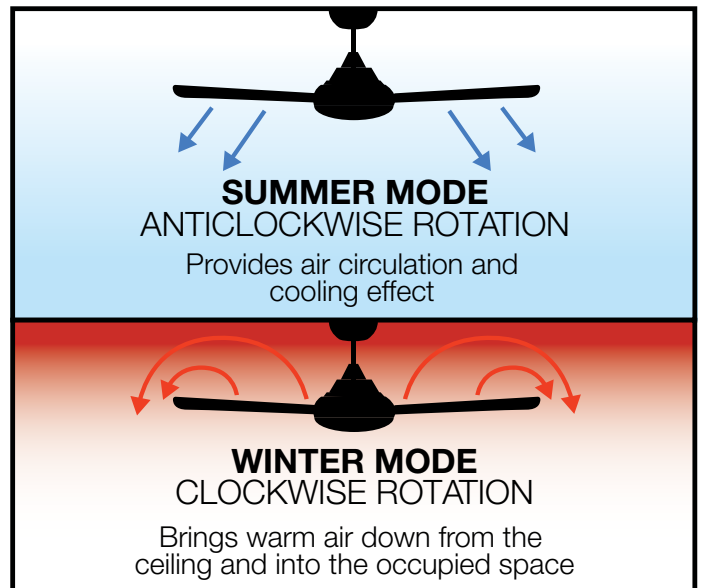 SUMMER MODE
ANTICLOCKWISE ROTATION
Provides air circulation and
cooling effect
WINTER MODE
CLOCKWISE ROTATION
Brings warm air down from the
ceiling and into the occupied space